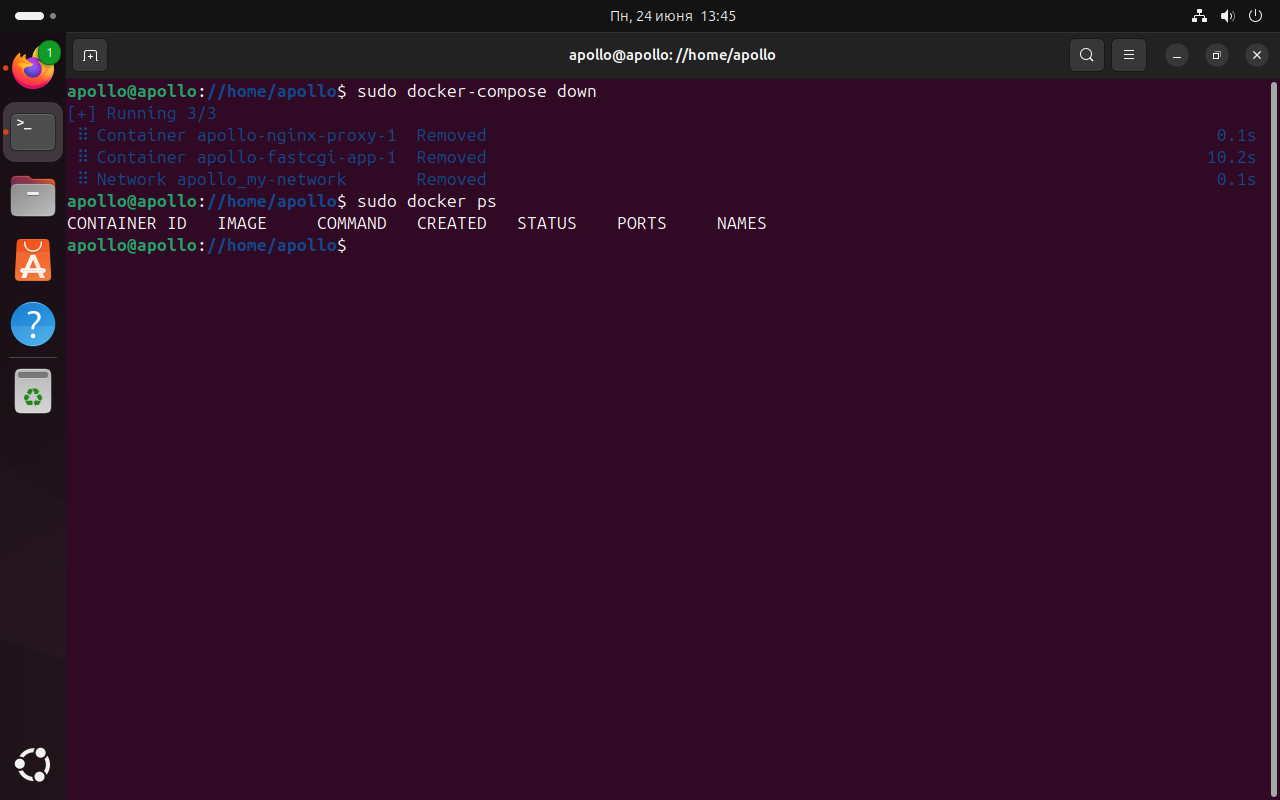 Пн, 24 июня 13:45
1
apollo@apollo: //home/apollo
>_
apollo@apollo://home/apollo$ sudo docker-compose down
[+] Running 3/3
⠿ Container apollo-nginx-proxy-1 Removed 0.1s
⠿ Container apollo-fastcgi-app-1 Removed 10.2s
⠿ Network apollo_my-network Removed 0.1s
apollo@apollo://home/apollo$ sudo docker ps
CONTAINER ID IMAGE COMMAND CREATED STATUS PORTS NAMES
apollo@apollo://home/apollo$
?